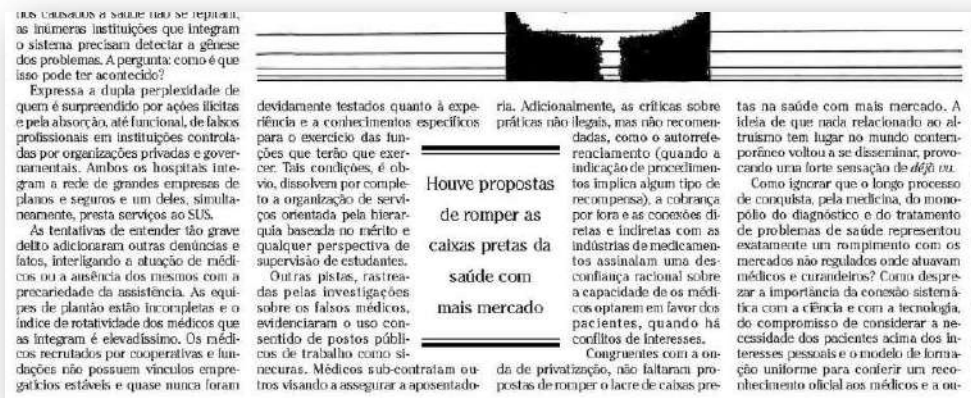 nos causados à saúde não se repitam,
as inúmeras instituições que integram
o sistema precisam detectar a gênese
dos problemas. A pergunta: como é que
isso pode ter acontecido?
Expressa a dupla perplexidade de
quem é surpreendido por ações ilícitas
e pela absorção, até funcional, de falsos
profissionais em instituições controla-
das por organizações privadas e gover-
namentais. Ambos os hospitais inte-
gram a rede de grandes empresas de
planos e seguros e um deles, simulta-
neamente, presta serviços ao SUS.
As tentativas de entender tão grave
delito adicionaram outras denúncias e
fatos, interligando a atuação de médi-
cos ou a ausência dos mesmos com a
precariedade da assistência. As equi-
pes de plantão estão incompletas e o
índice de rotatividade dos médicos que
as integram é elevadíssimo. Os médi-
cos recrutados por cooperativas e fun-
dações não possuem vínculos empre-
gatícios estáveis e quase nunca foram
devidamente testados quanto à expe-
riência e a conhecimentos específicos
para o exercício das fun-
ções que terão que exer-
cer. Tais condições, é ób-
vio, dissolvem por comple-
to a organização de servi-
ços orientada pela hierar-
quia baseada no mérito e
qualquer perspectiva de
supervisão de estudantes.
Outras pistas, rastrea-
das pelas investigações
sobre os falsos médicos,
evidenciaram o uso con-
sentido de postos públi-
cos de trabalho como si-
necuras. Médicos sub-contratam ou-
tros visando a assegurar a aposentado-
Houve propostas
de romper as
caixas pretas da
saúde com
mais mercado
ria. Adicionalmente, as críticas sobre
práticas não ilegais, mas não recomen-
dadas, como o autorrefe-
renciamento (quando a
indicação de procedimen-
tos implica algum tipo de
recompensa), a cobrança
por fora e as conexões di-
retas e indiretas com as
indústrias de medicamen-
tos assinalam uma des-
confiança racional sobre
a capacidade de os médi-
cos optarem em favor dos
pacientes, quando há
conflitos de interesses.
Congruentes com a on-
da de privatização, não faltaram pro-
postas de romper o lacre de caixas pre-
tas na saúde com mais mercado. A
ideia de que nada relacionado ao al-
truísmo tem lugar no mundo contem-
porâneo voltou a se disseminar, provo-
cando uma forte sensação de déjà vu.
Como ignorar que o longo processo
de conquista, pela medicina, do mono-
pólio do diagnóstico e do tratamento
de problemas de saúde representou
exatamente um rompimento com os
mercados não regulados onde atuavam
médicos e curandeiros? Como despre-
zar a importância da conexão sistemá-
tica com a ciência e com a tecnologia,
do compromisso de considerar a ne-
cessidade dos pacientes acima dos in-
teresses pessoais e o modelo de forma-
ção uniforme para conferir um reco-
nhecimento oficial aos médicos e a ou-